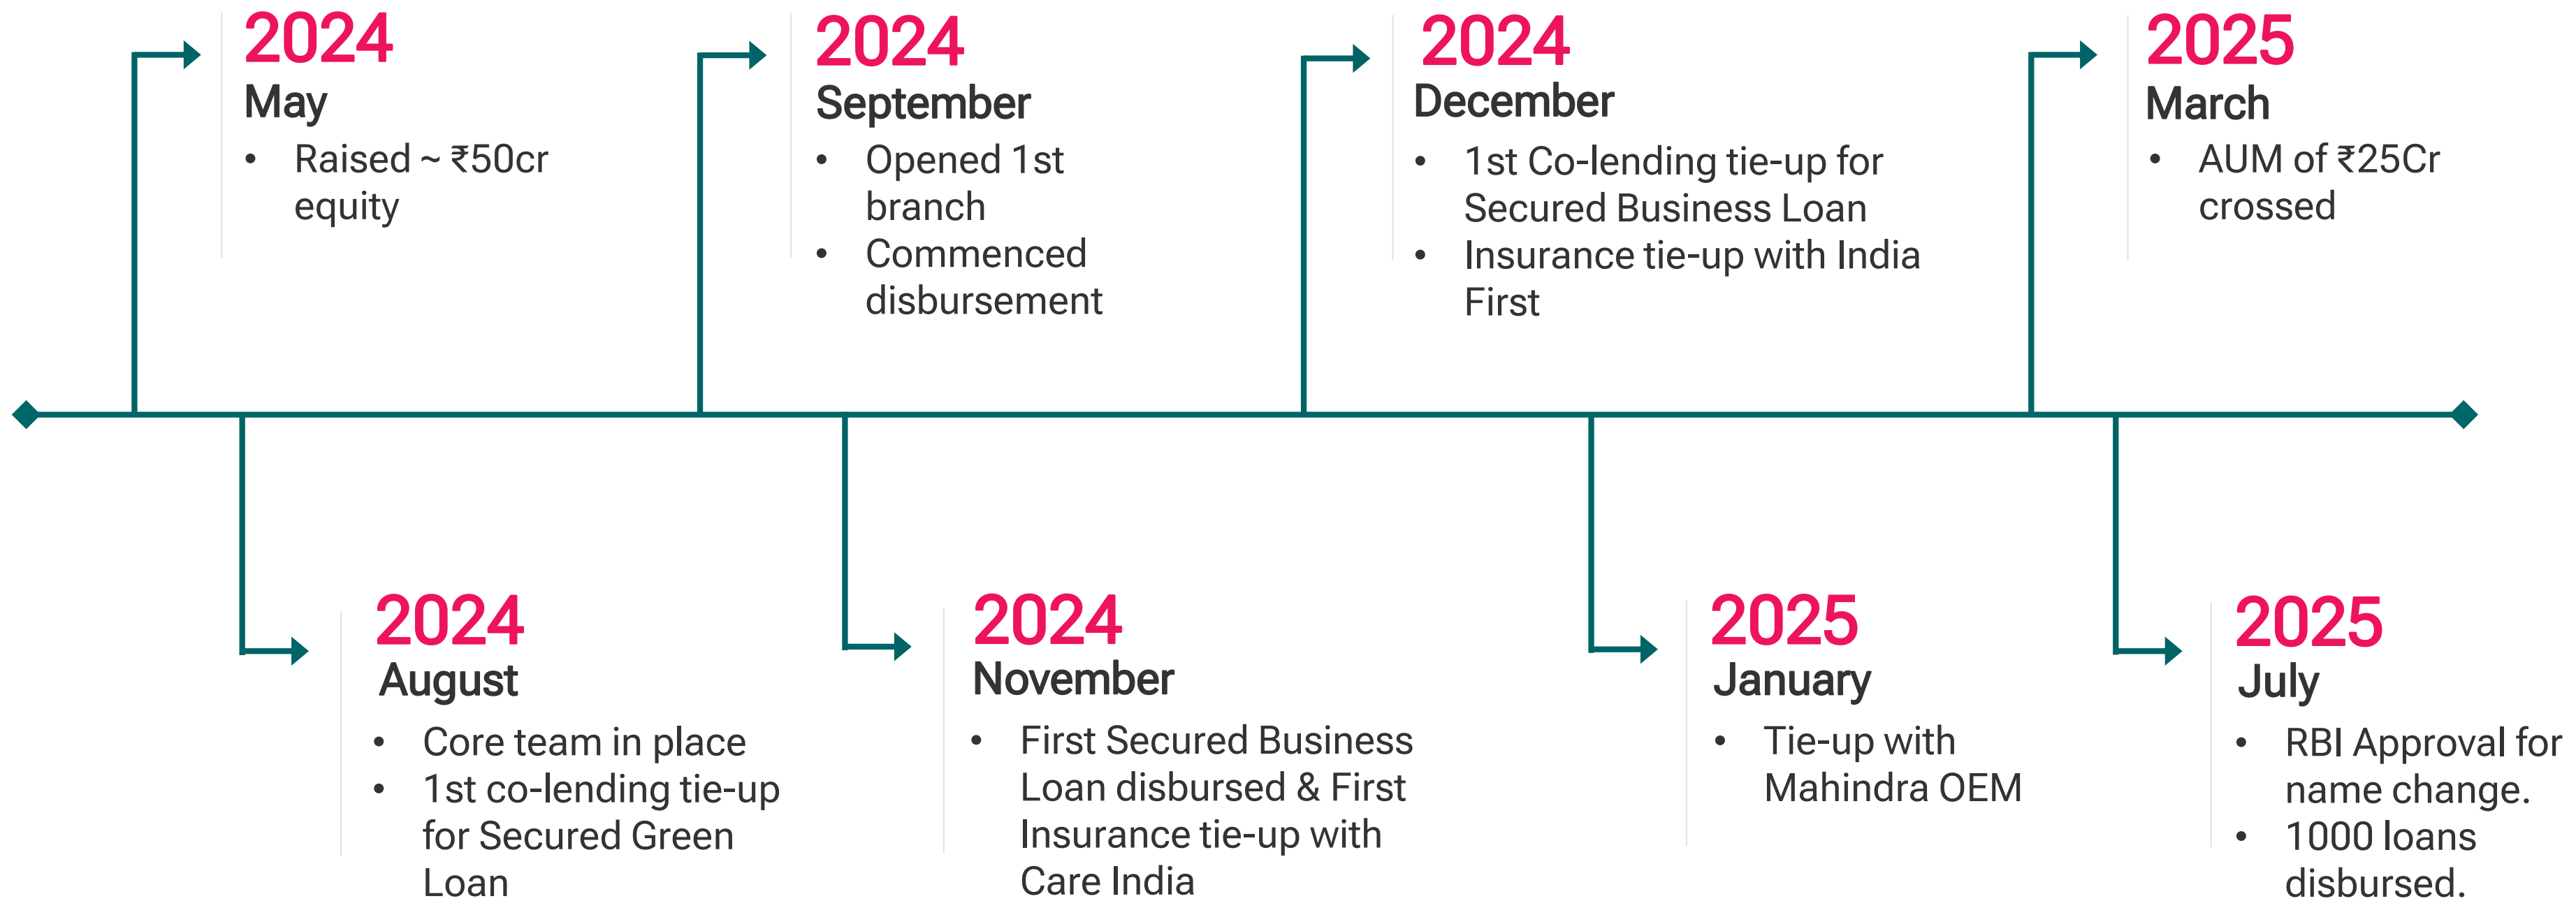 2024
May
• Raised ~ ₹50cr
equity
2024
September
• Opened 1st
branch
• Commenced
disbursement
2024
December
• 1st Co-lending tie-up for
Secured Business Loan
• Insurance tie-up with India
First
2025
March
• AUM of ₹25Cr
crossed
2024
August
• Core team in place
• 1st co-lending tie-up
for Secured Green
Loan
2024
November
• First Secured Business
Loan disbursed & First
Insurance tie-up with
Care India
2025
January
• Tie-up with
Mahindra OEM
2025
July
• RBI Approval for
name change.
• 1000 loans
disbursed.